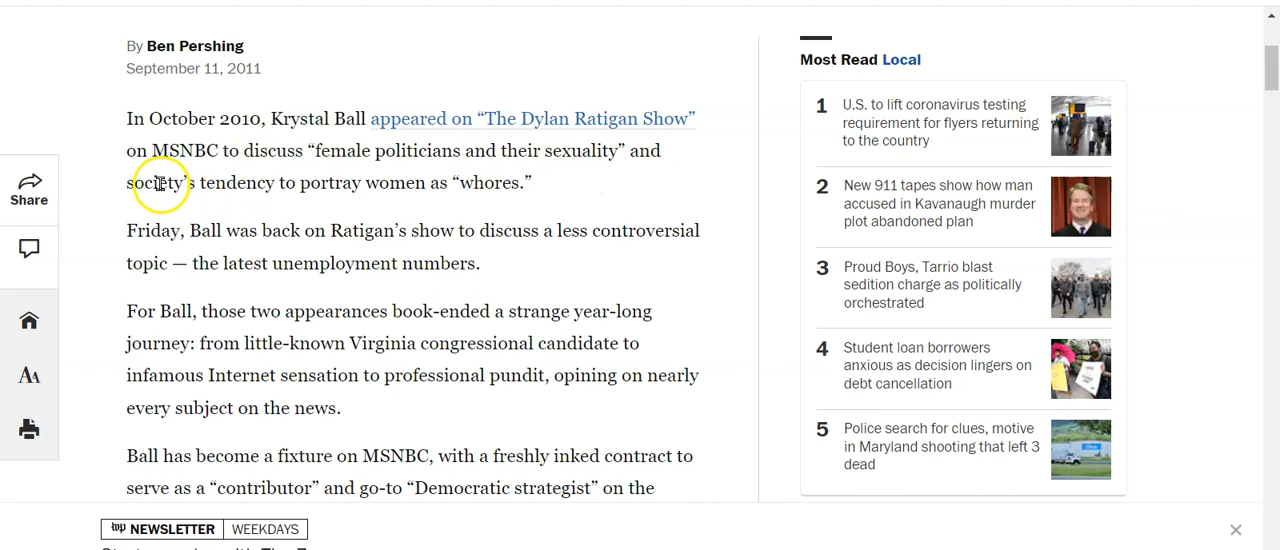 By Ben Pershing
September 11, 2011
In October 2010, Krystal Ball appeared on “The Dylan Ratigan Show”
on MSNBC to discuss “female politicians and their sexuality” and
society’s tendency to portray women as “whores.”
Friday, Ball was back on Ratigan’s show to discuss a less controversial
topic — the latest unemployment numbers.
For Ball, those two appearances book-ended a strange year-long
journey: from little-known Virginia congressional candidate to
infamous Internet sensation to professional pundit, opining on nearly
every subject on the news.
Ball has become a fixture on MSNBC, with a freshly inked contract to
serve as a “contributor” and go-to “Democratic strategist” on the
Share
AA
Most Read Local
1 U.S. to lift coronavirus testing
requirement for flyers returning
to the country
2 New 911 tapes show how man
accused in Kavanaugh murder
plot abandoned plan
3 Proud Boys, Tarrio blast
sedition charge as politically
orchestrated
4 Student loan borrowers
anxious as decision lingers on
debt cancellation
5 Police search for clues, motive
in Maryland shooting that left 3
dead
wp NEWSLETTER WEEKDAYS